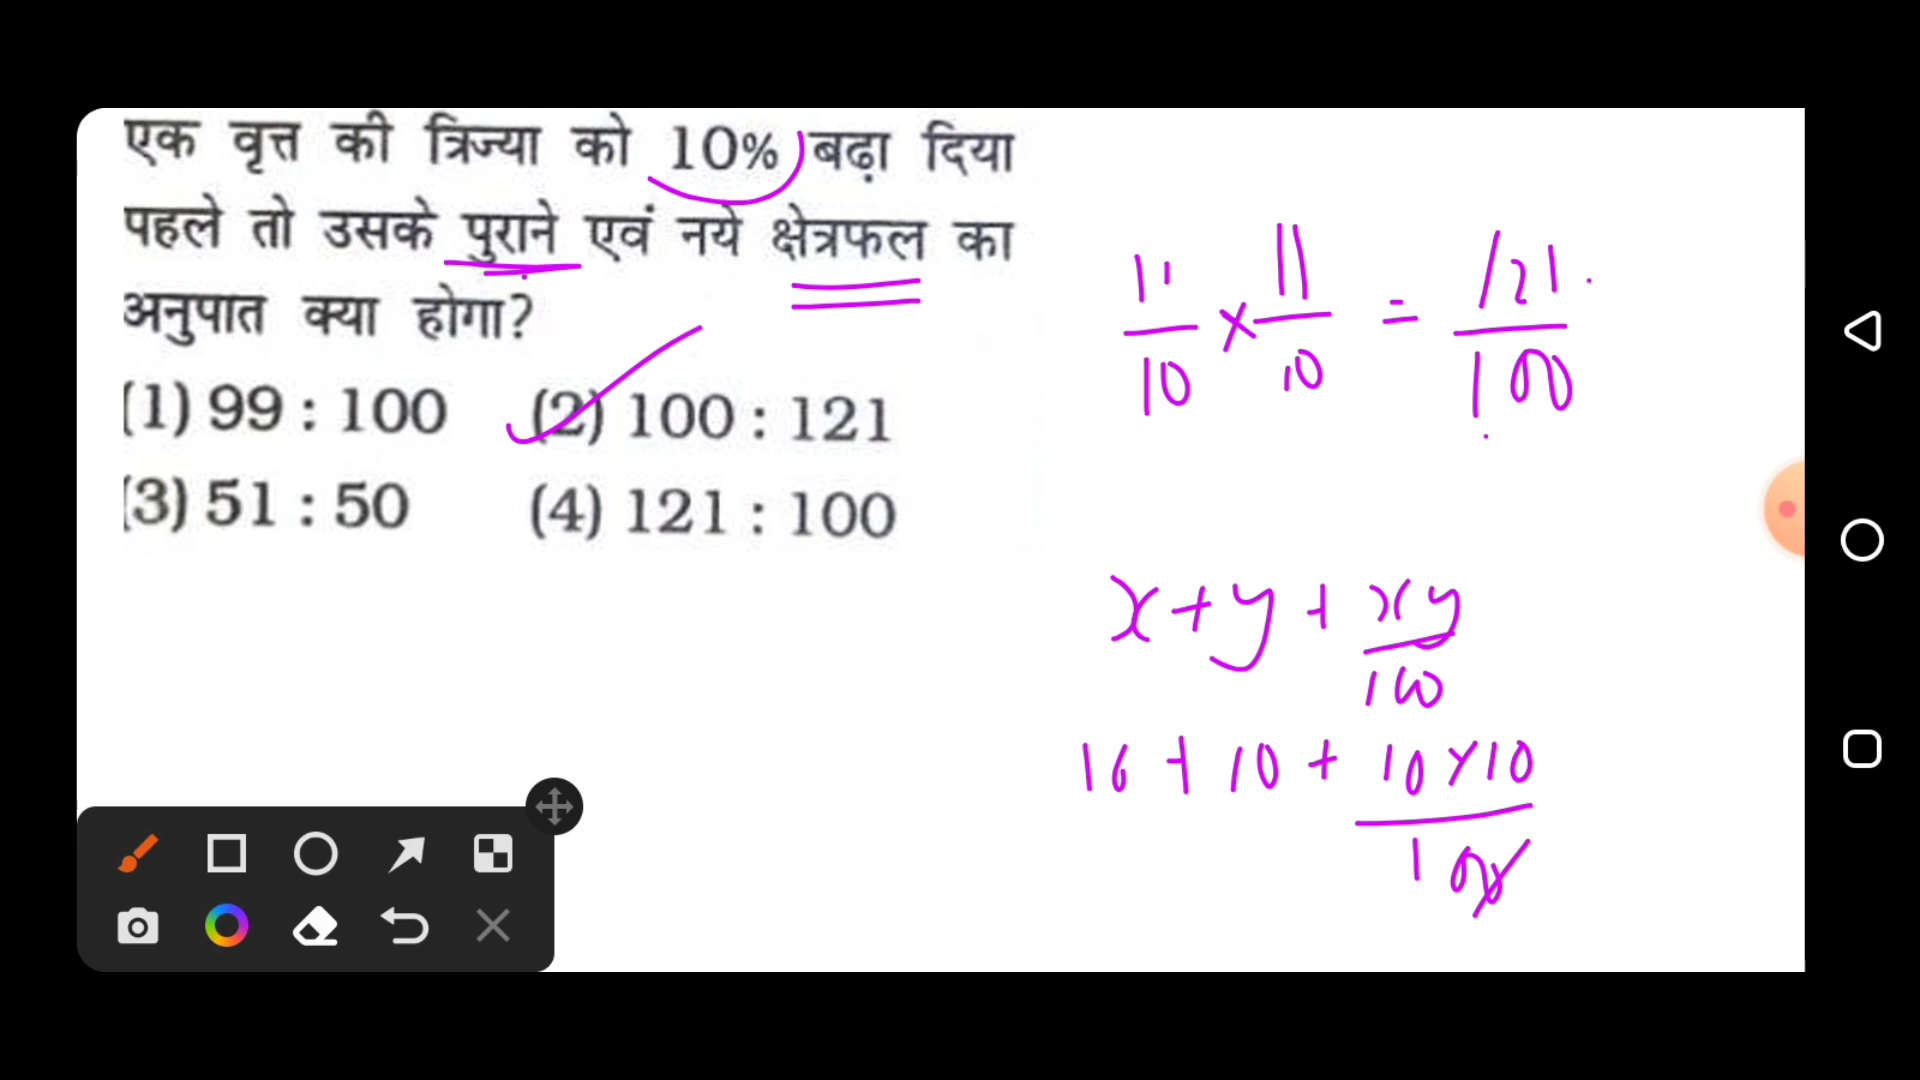 एक वृत्त की त्रिज्या को 10% बढ़ा दिया
पहले तो उसके पुराने एवं नये क्षेत्रफल का
अनुपात क्या होगा?
(1) 99 : 100 (2) 100 : 121
(3) 51 : 50 (4) 121 : 100
11/10 × 11/10 = 121/100
x + y + xy/100
10 + 10 + 10×10/100